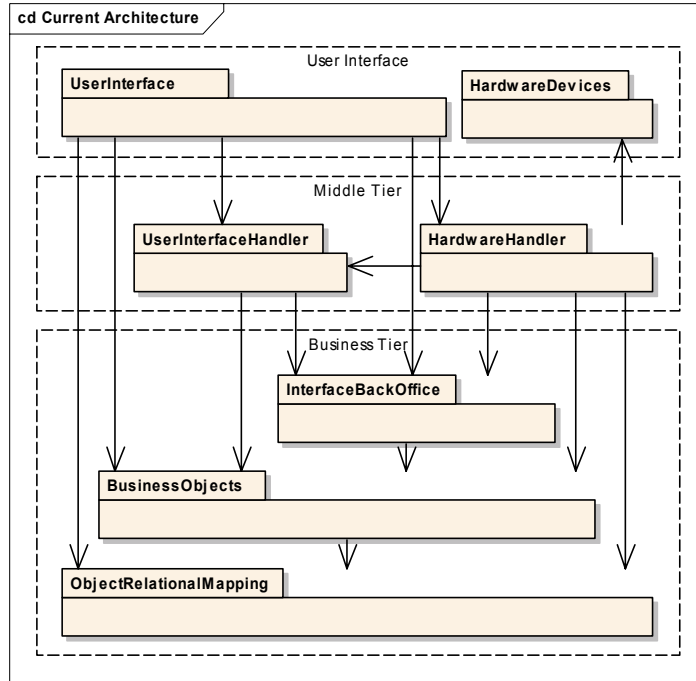 cd Current Architecture
User Interface
UserInterface
HardwareDevices
Middle Tier
UserInterfaceHandler
HardwareHandler
Business Tier
InterfaceBackOffice
BusinessObjects
ObjectRelationalMapping